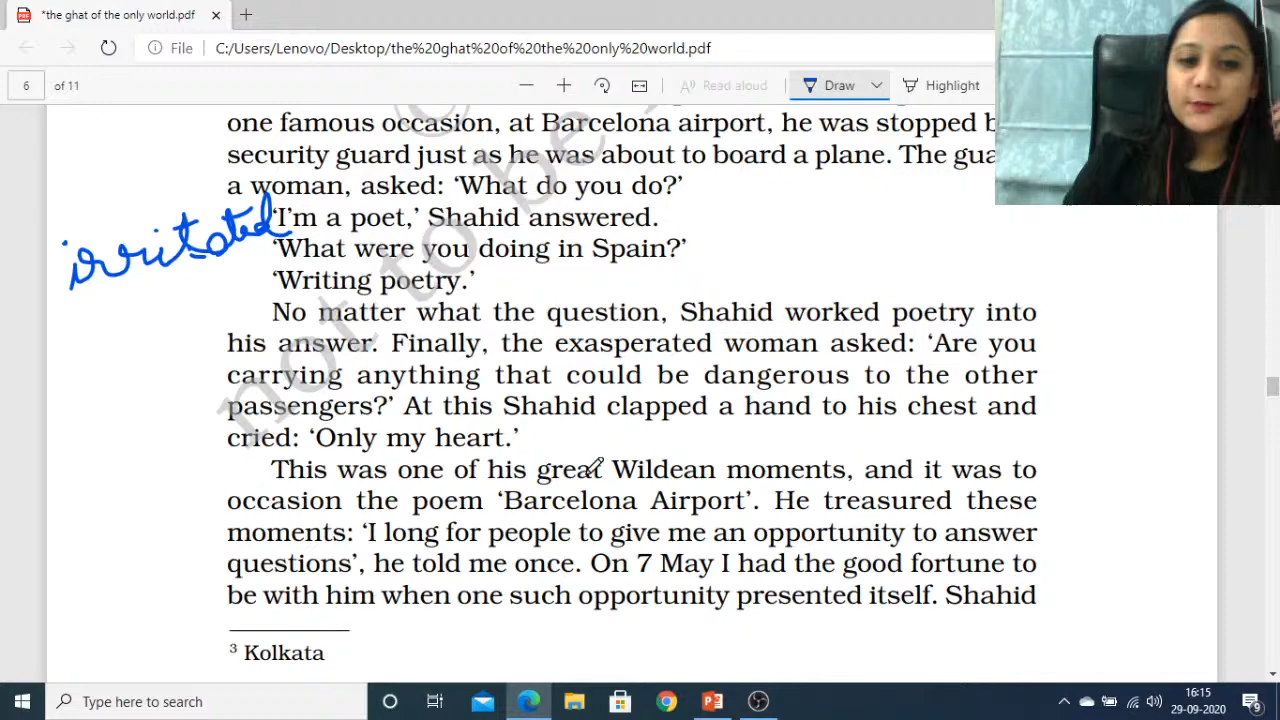 *the ghat of the only world.pdf
File C:/Users/Lenovo/Desktop/the%20ghat%20of%20the%20only%20world.pdf
6 of 11 Read aloud Draw Highlight
one famous occasion, at Barcelona airport, he was stopped b
security guard just as he was about to board a plane. The gua
a woman, asked: ‘What do you do?’
irritated
‘I’m a poet,’ Shahid answered.
‘What were you doing in Spain?’
‘Writing poetry.’
No matter what the question, Shahid worked poetry into
his answer. Finally, the exasperated woman asked: ‘Are you
carrying anything that could be dangerous to the other
passengers?’ At this Shahid clapped a hand to his chest and
cried: ‘Only my heart.’
This was one of his great Wildean moments, and it was to
occasion the poem ‘Barcelona Airport’. He treasured these
moments: ‘I long for people to give me an opportunity to answer
questions’, he told me once. On 7 May I had the good fortune to
be with him when one such opportunity presented itself. Shahid
3 Kolkata
not to be
Type here to search
16:15
29-09-2020
9